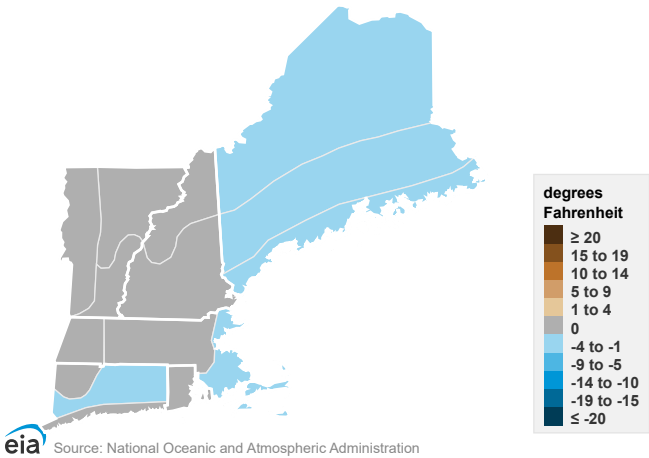 degrees
Fahrenheit
≥ 20
15 to 19
10 to 14
5 to 9
1 to 4
0
-4 to -1
-9 to -5
-14 to -10
-19 to -15
≤ -20
eia
Source: National Oceanic and Atmospheric Administration